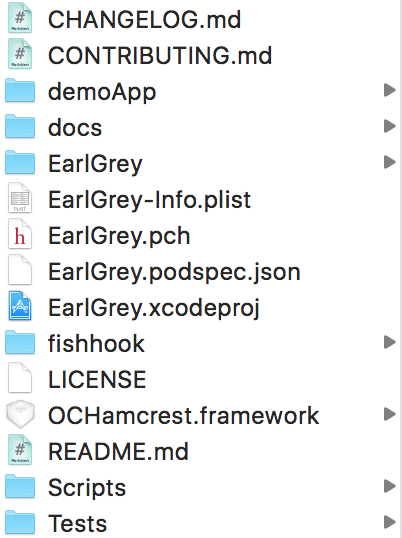 CHANGELOG.md
CONTRIBUTING.md
demoApp
docs
EarlGrey
EarlGrey-Info.plist
EarlGrey.pch
EarlGrey.podspec.json
EarlGrey.xcodeproj
fishhook
LICENSE
OCHamcrest.framework
README.md
Scripts
Tests